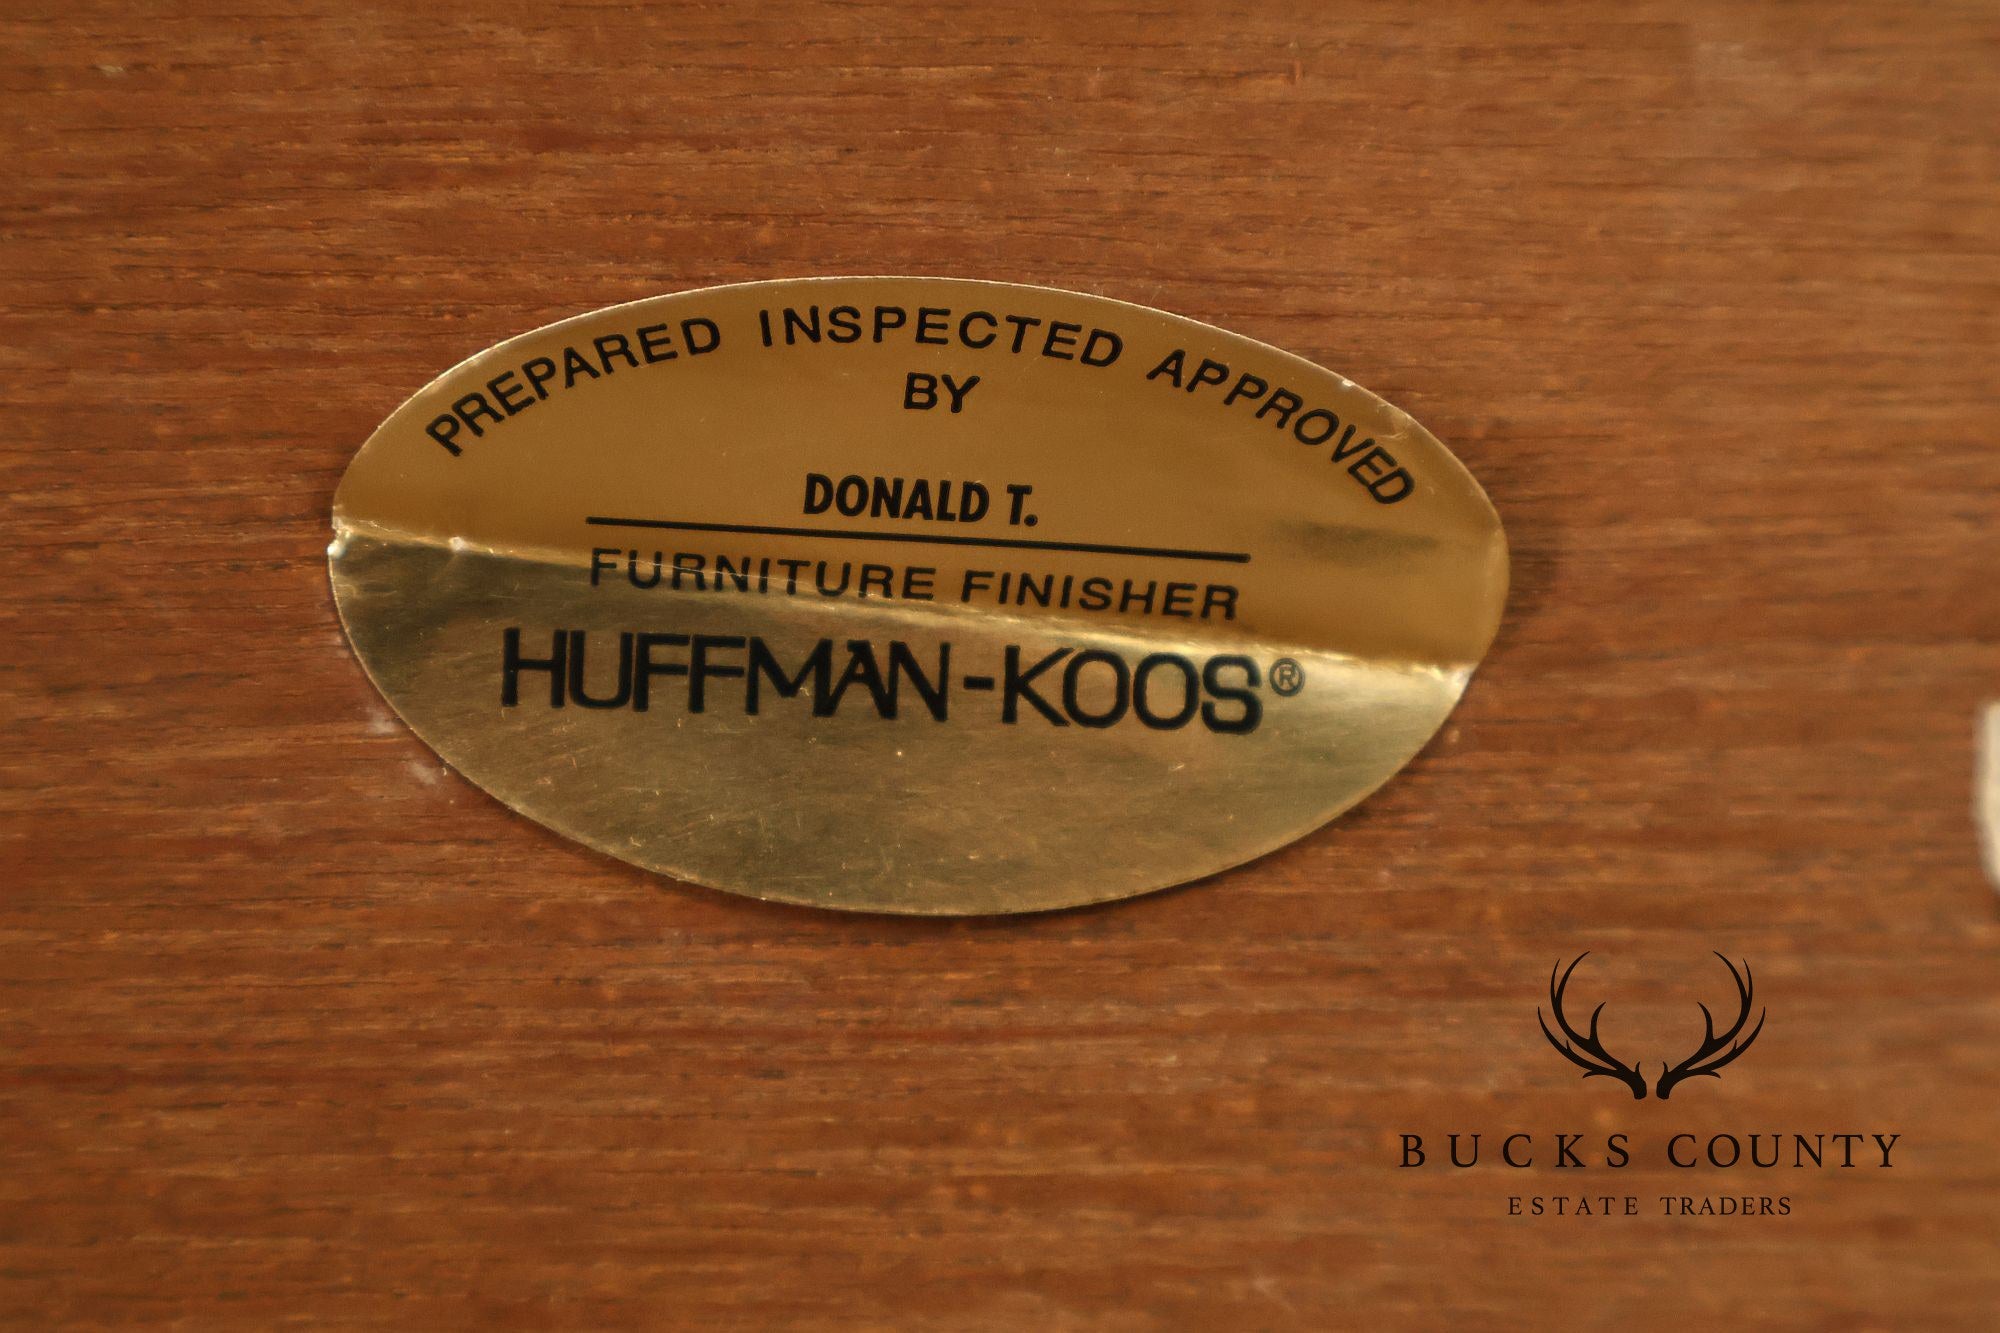 PREPARED INSPECTED APPROVED
BY
DONALD T.
FURNITURE FINISHER
HUFFMAN-KOOS®
BUCKS COUNTY
ESTATE TRADERS